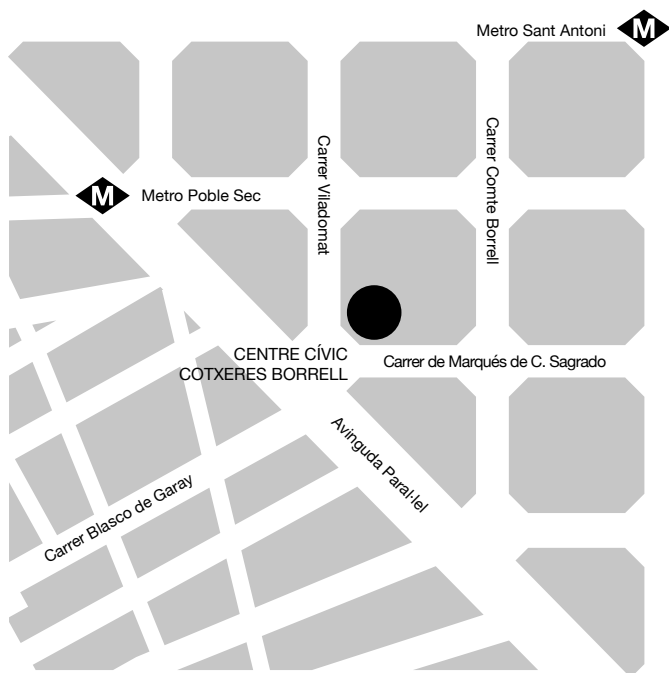 Metro Sant Antoni
M
Carrer Viladomat
Carrer Comte Borrell
M
Metro Poble Sec
CENTRE CÍVIC
COTXERES BORRELL
Carrer de Marqués de C. Sagrado
Avinguda Paral·lel
Carrer Blasco de Garay